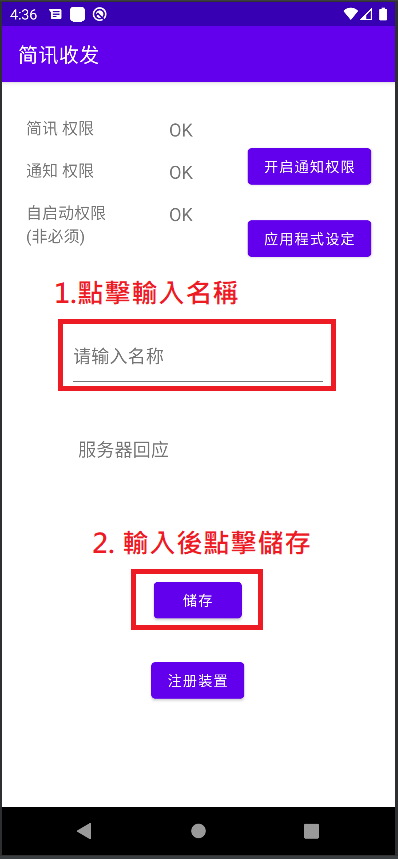 4:36
简讯收发
简讯 权限 OK
通知 权限 OK
开启通知权限
自启动权限 OK
(非必须)
应用程式设定
1.點擊輸入名稱
请输入名称
服务器回应
2. 輸入後點擊儲存
储存
注册装置